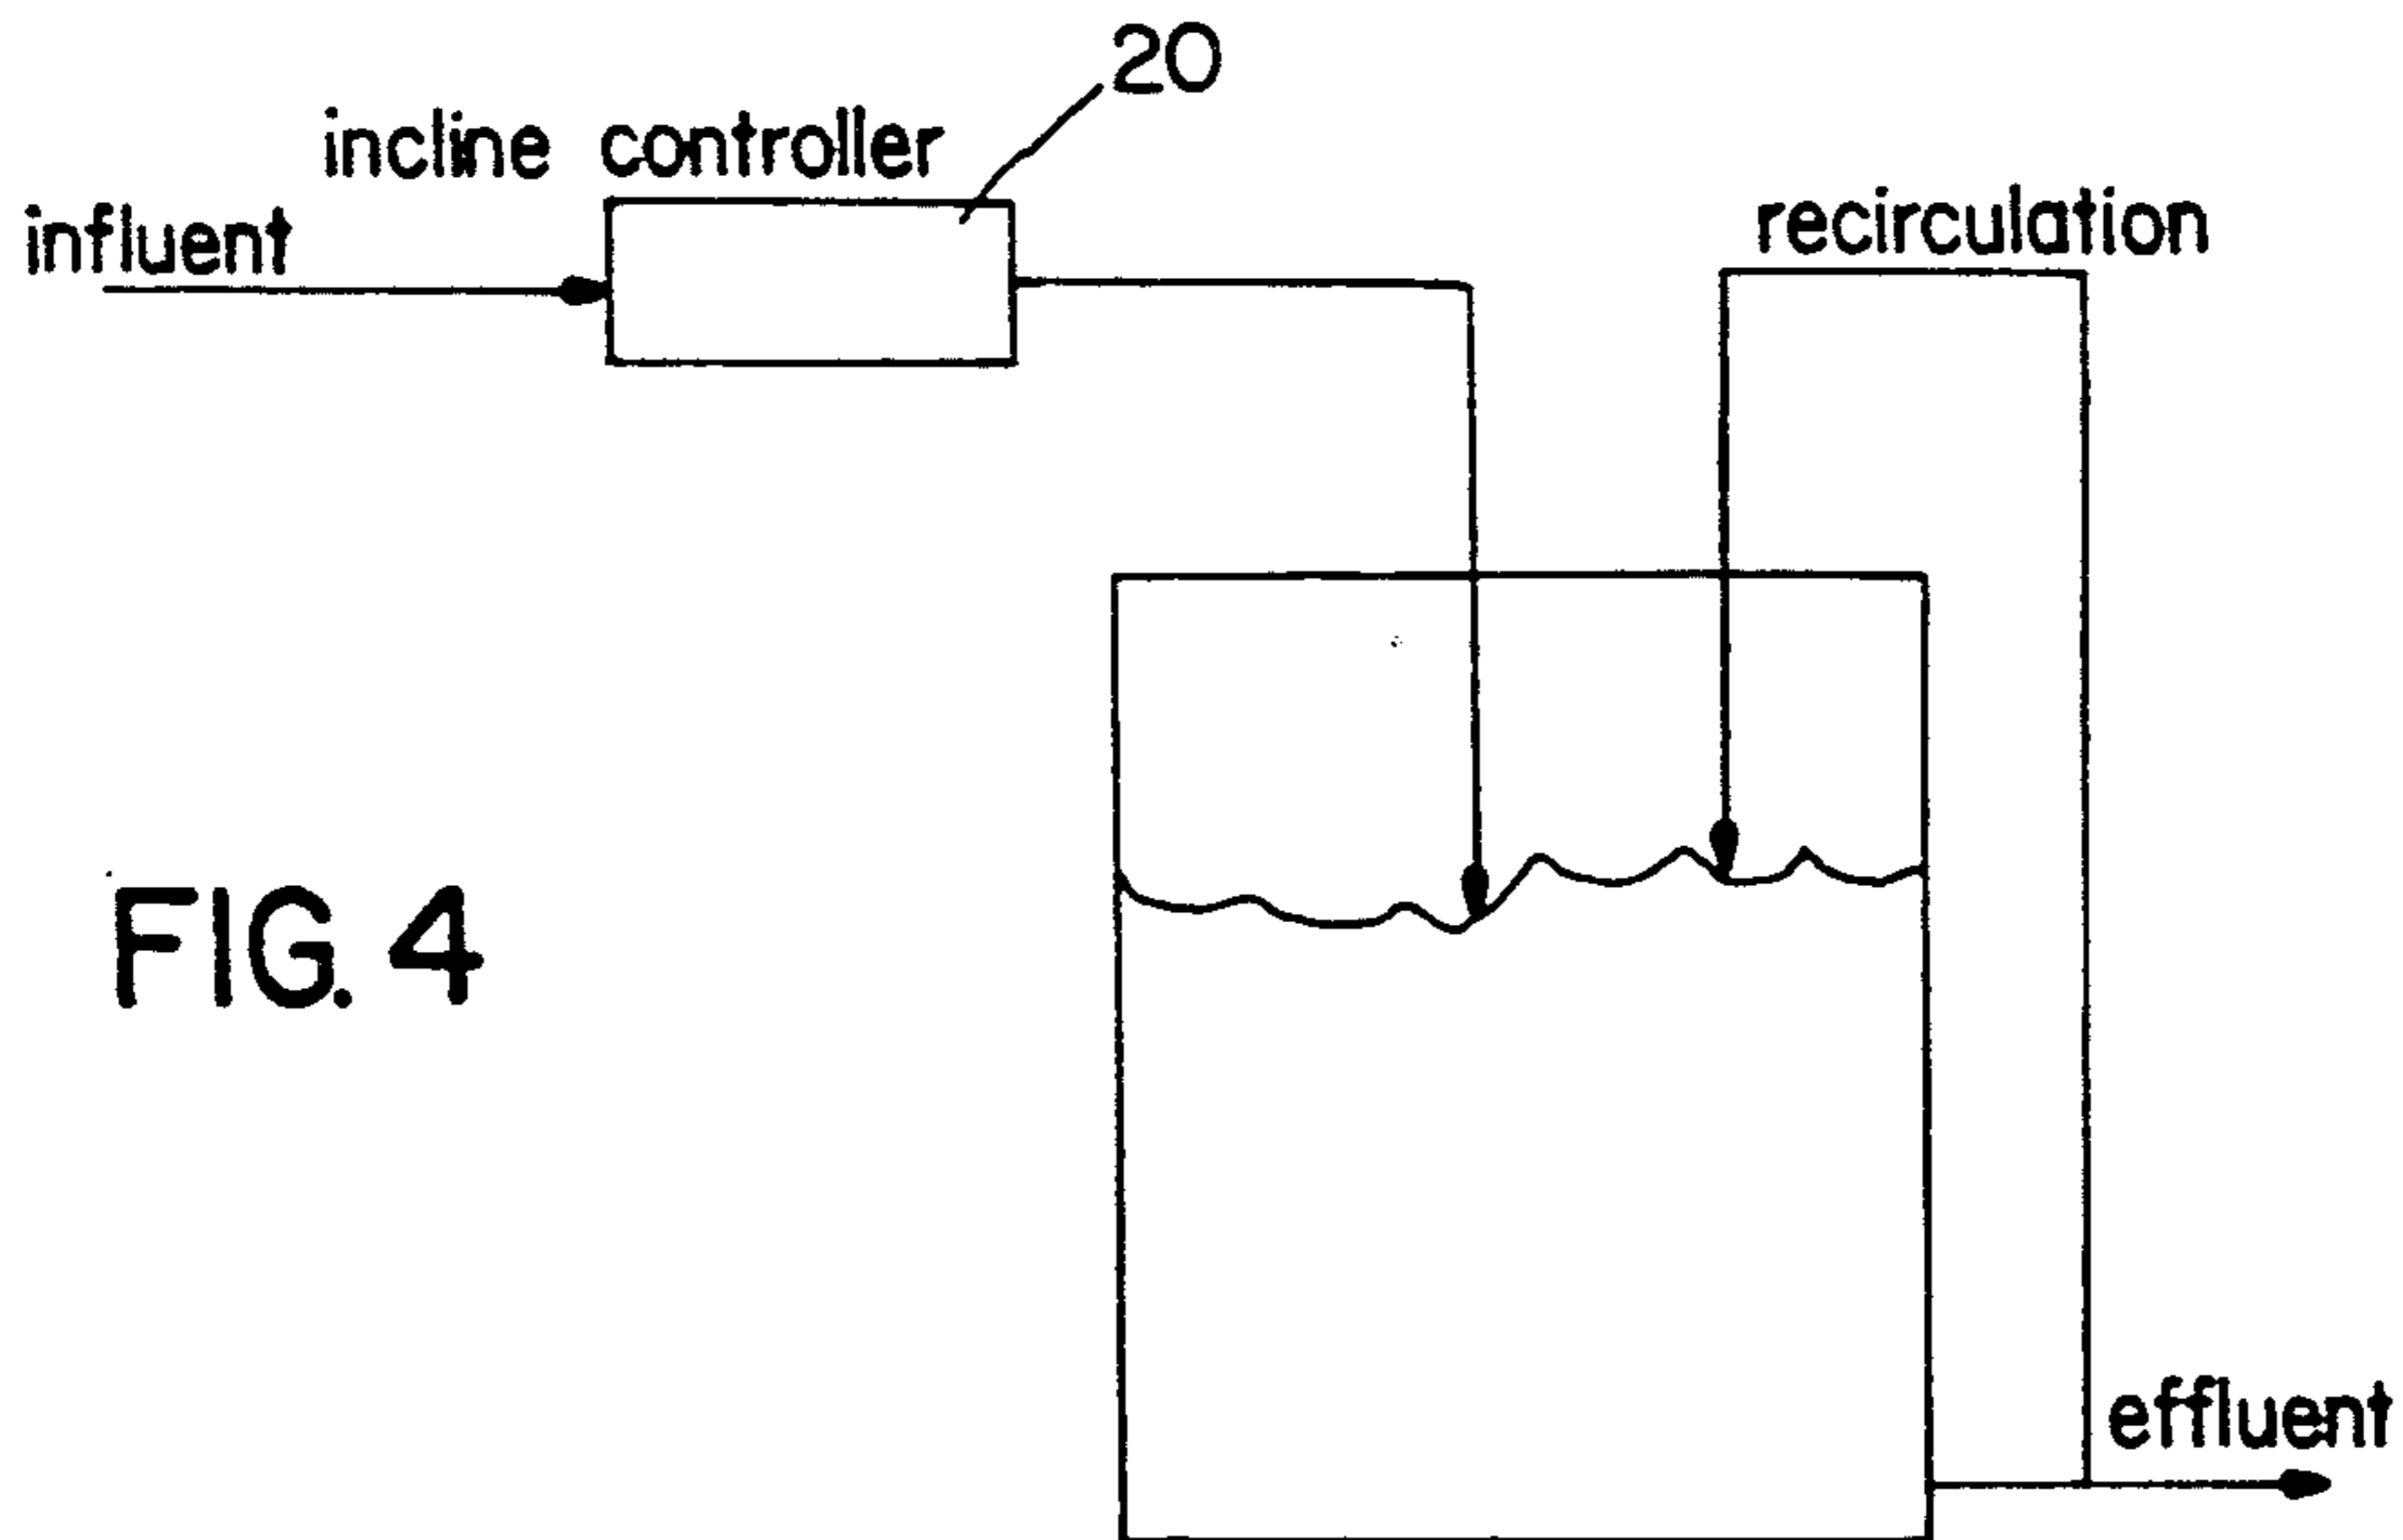 20
incline controller
influent
recirculation
FIG. 4
effluent